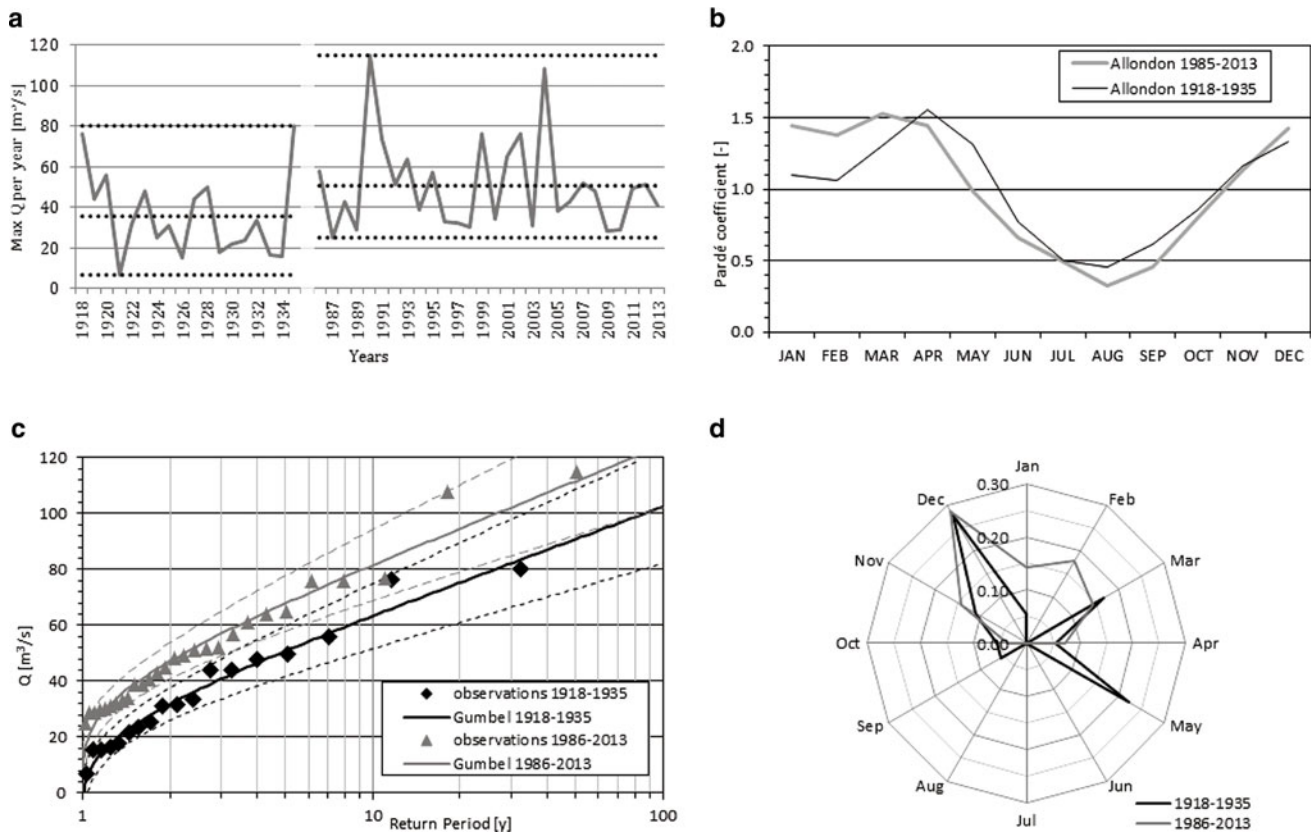 a
Max Q per year [m³/s]
120
100
80
60
40
20
0
1918
1920
1922
1924
1926
1928
1930
1932
1934
1987
1989
1991
1993
1995
1997
1999
2001
2003
2005
2007
2009
2011
2013
Years
b
Pardé coefficient [-]
2.0
1.5
1.0
0.5
0.0
Allondon 1985-2013
Allondon 1918-1935
JAN FEB MAR APR MAY JUN JUL AUG SEP OCT NOV DEC
c
Q [m³/s]
120
100
80
60
40
20
0
observations 1918-1935
Gumbel 1918-1935
observations 1986-2013
Gumbel 1986-2013
1 10 100
Return Period [y]
d
Jan
Feb
Mar
Apr
May
Jun
Jul
Aug
Sep
Oct
Nov
Dec
0.30
0.20
0.10
0.00
1918-1935
1986-2013